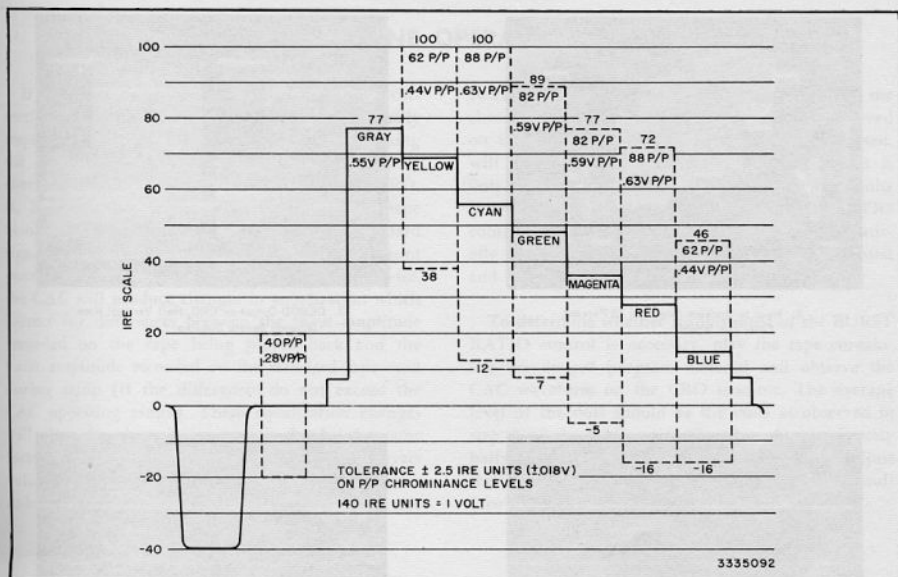 100 100
100
62 P/P 88 P/P
.44V P/P .63V P/P
89
82 P/P
.59V P/P
77
82 P/P
.59V P/P
72
88 P/P
.63V P/P
46
62 P/P
.44V P/P
77
GRAY
.55V P/P
YELLOW
CYAN
GREEN
MAGENTA
RED
BLUE
80
60
40
20
0
-20
-40
IRE SCALE
38
12
7
-5
-16
-16
40 P/P
.28V P/P
TOLERANCE ± 2.5 IRE UNITS (±.018V)
ON P/P CHROMINANCE LEVELS
140 IRE UNITS = 1 VOLT
3335092